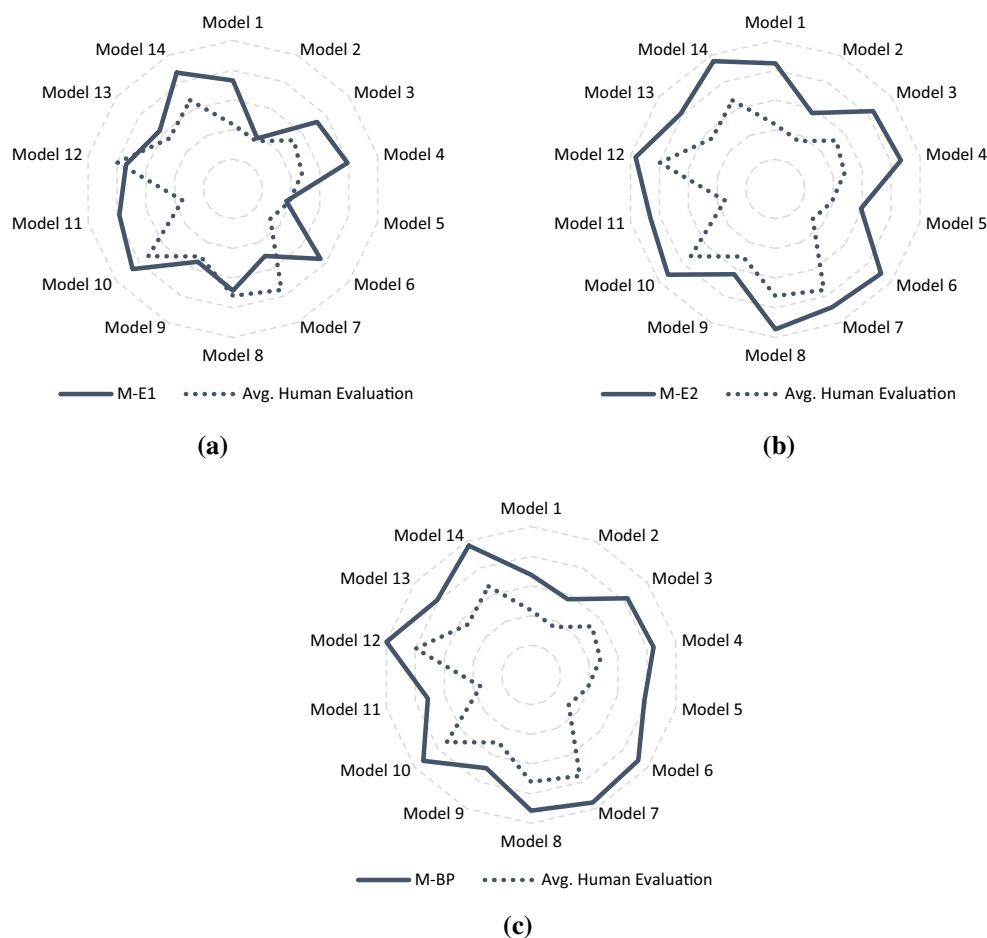 Model 1
Model 14
Model 2
Model 13
Model 3
Model 12
Model 4
Model 11
Model 5
Model 10
Model 6
Model 9
Model 7
Model 8
M-E1
Avg. Human Evaluation
(a)
Model 1
Model 14
Model 2
Model 13
Model 3
Model 12
Model 4
Model 11
Model 5
Model 10
Model 6
Model 9
Model 7
Model 8
M-E2
Avg. Human Evaluation
(b)
Model 1
Model 14
Model 2
Model 13
Model 3
Model 12
Model 4
Model 11
Model 5
Model 10
Model 6
Model 9
Model 7
Model 8
M-BP
Avg. Human Evaluation
(c)